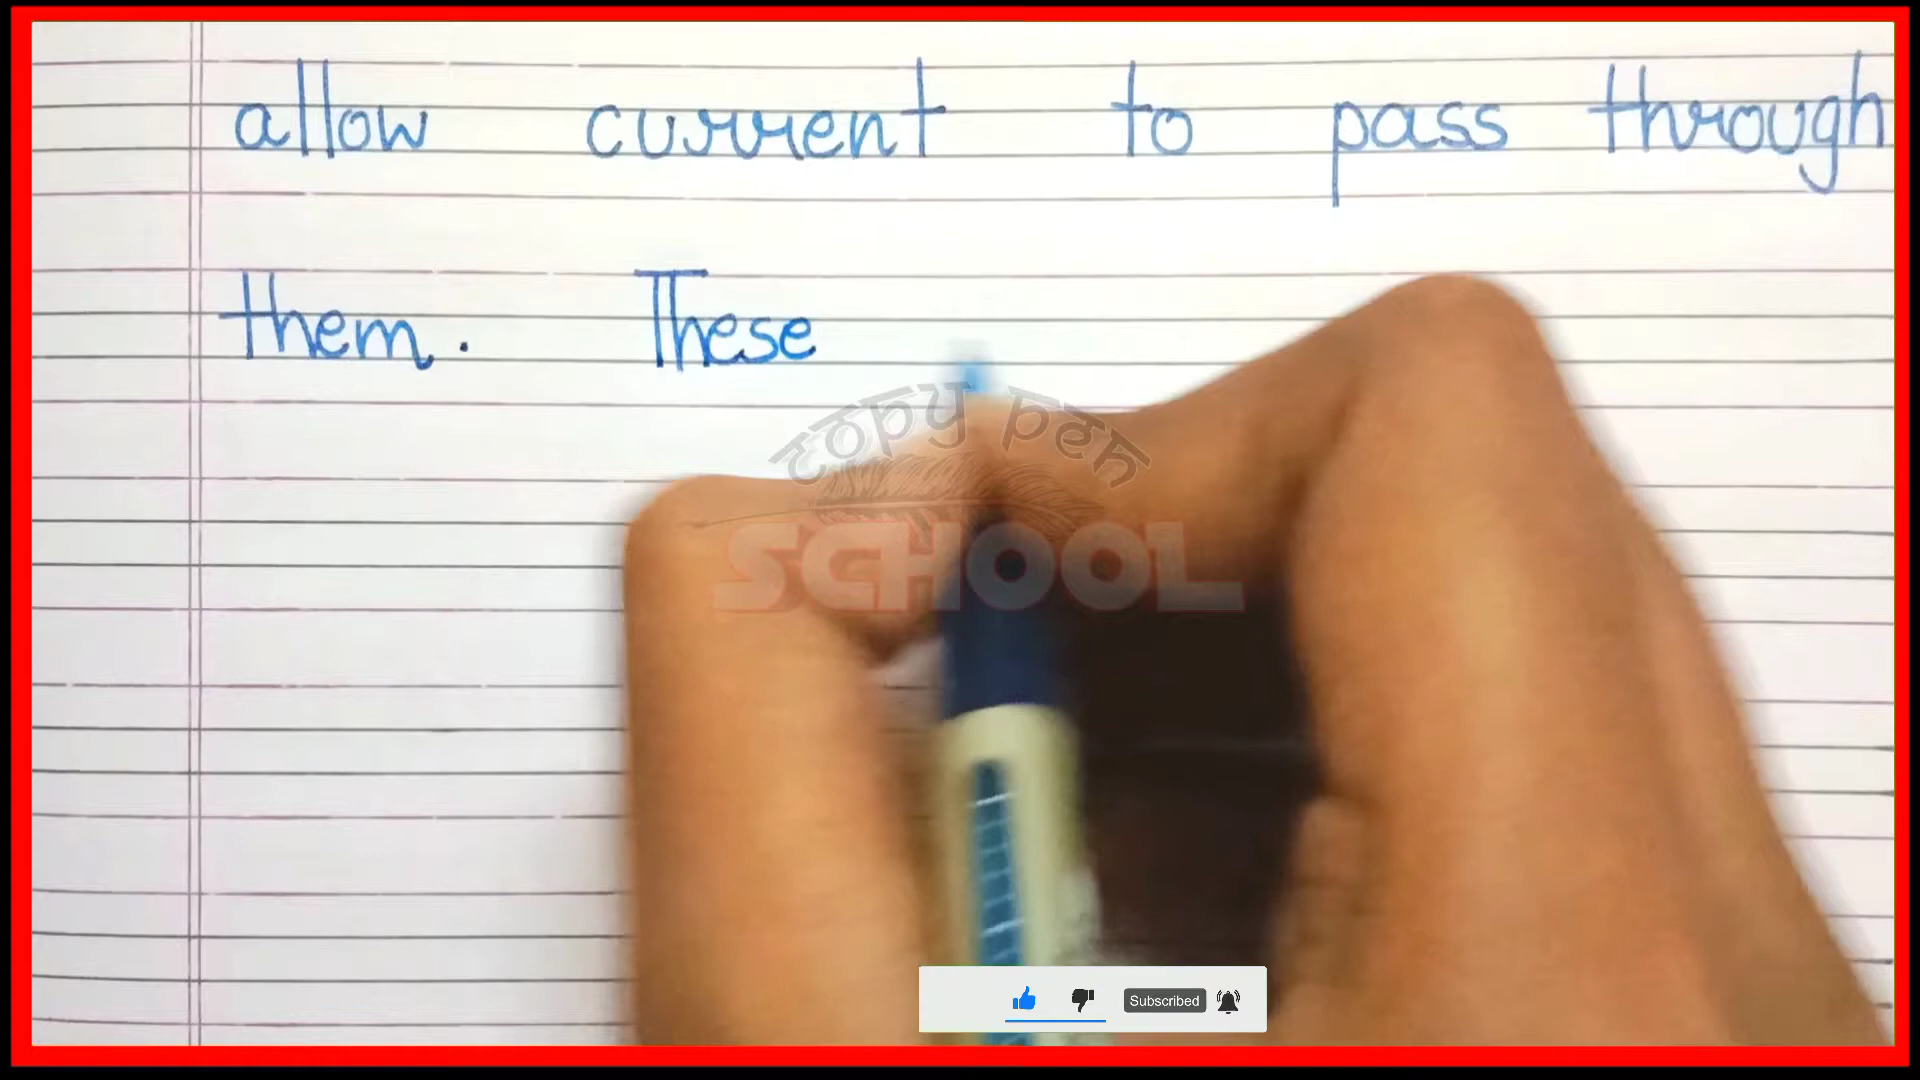 allow current to pass through
them. These
copy pen
SCHOOL
Subscribed